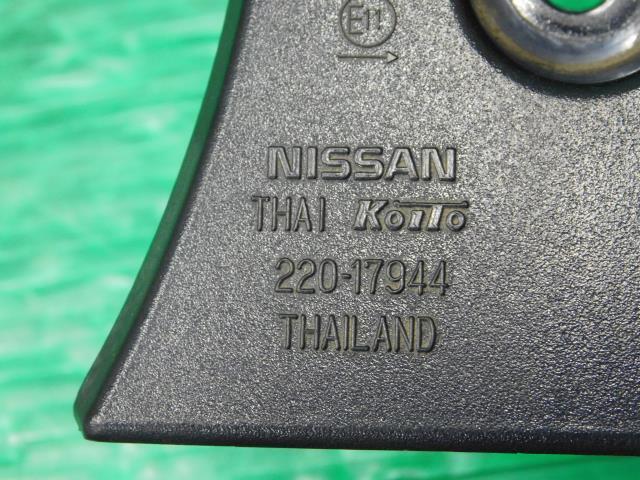 E11
NISSAN
THAI KOITO
220-17944
THAILAND